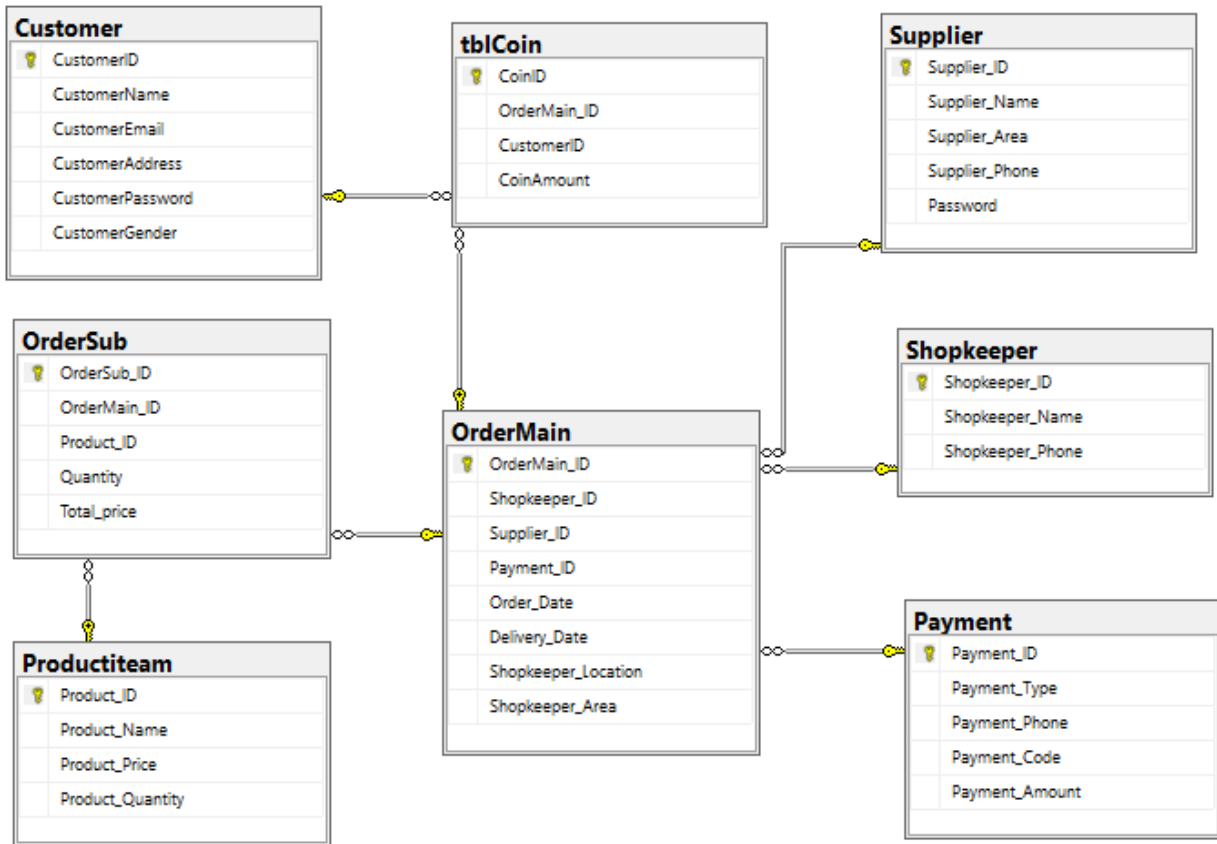 Customer
CustomerID
CustomerName
CustomerEmail
CustomerAddress
CustomerPassword
CustomerGender
tblCoin
CoinID
OrderMain_ID
CustomerID
CoinAmount
Supplier
Supplier_ID
Supplier_Name
Supplier_Area
Supplier_Phone
Password
OrderSub
OrderSub_ID
OrderMain_ID
Product_ID
Quantity
Total_price
Shopkeeper
Shopkeeper_ID
Shopkeeper_Name
Shopkeeper_Phone
OrderMain
OrderMain_ID
Shopkeeper_ID
Supplier_ID
Payment_ID
Order_Date
Delivery_Date
Shopkeeper_Location
Shopkeeper_Area
Productiteam
Product_ID
Product_Name
Product_Price
Product_Quantity
Payment
Payment_ID
Payment_Type
Payment_Phone
Payment_Code
Payment_Amount